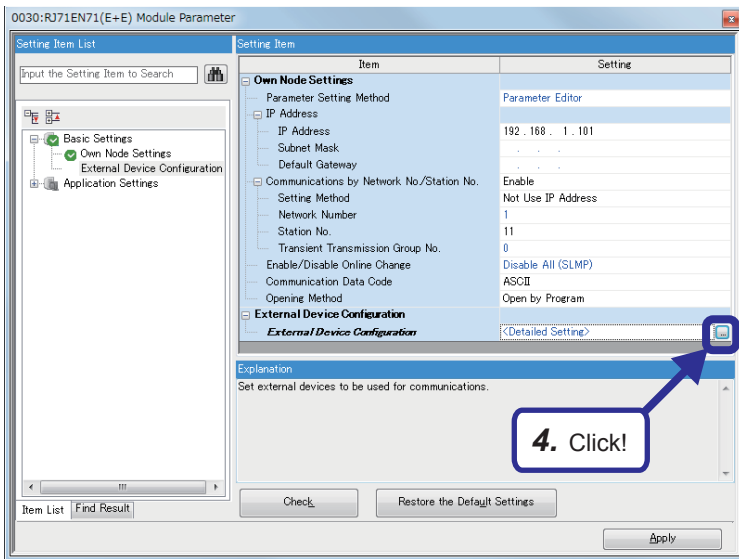 0030:RJ71EN71(E+E) Module Parameter
Setting Item List
Input the Setting Item to Search
Basic Settings
Own Node Settings
External Device Configuration
Application Settings
Item List
Find Result
Setting Item
Item Setting
Own Node Settings
Parameter Setting Method Parameter Editor
IP Address
IP Address 192 . 168 . 1 . 101
Subnet Mask . . .
Default Gateway . . .
Communications by Network No./Station No. Enable
Setting Method Not Use IP Address
Network Number 1
Station No. 11
Transient Transmission Group No. 0
Enable/Disable Online Change Disable All (SLMP)
Communication Data Code ASCII
Opening Method Open by Program
External Device Configuration
External Device Configuration <Detailed Setting>
...
Explanation
Set external devices to be used for communications.
4. Click!
Check
Restore the Default Settings
Apply